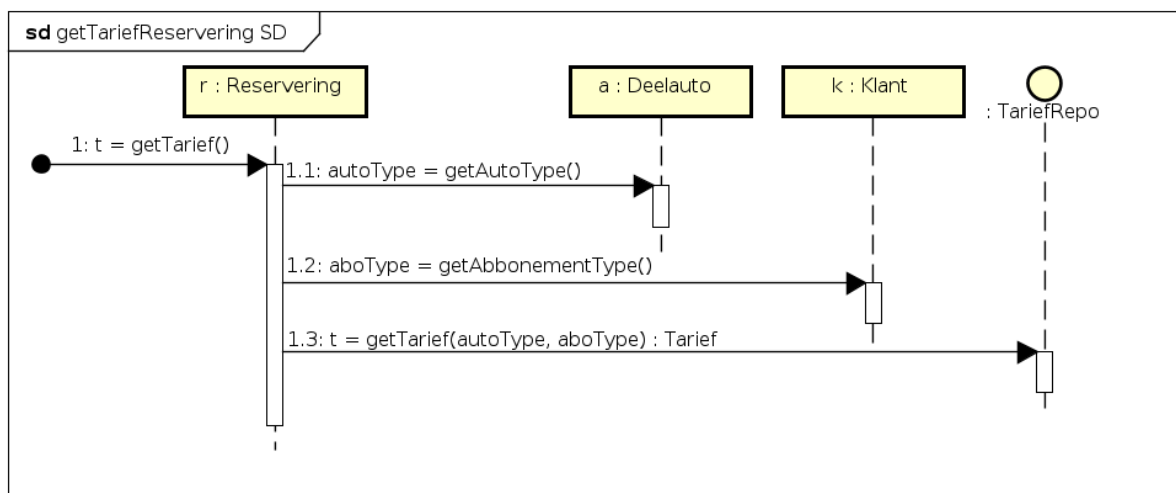 sd getTariefReservering SD
r : Reservering
a : Deelauto
k : Klant
: TariefRepo
1: t = getTarief()
1.1: autoType = getAutoType()
1.2: aboType = getAbbonementType()
1.3: t = getTarief(autoType, aboType) : Tarief